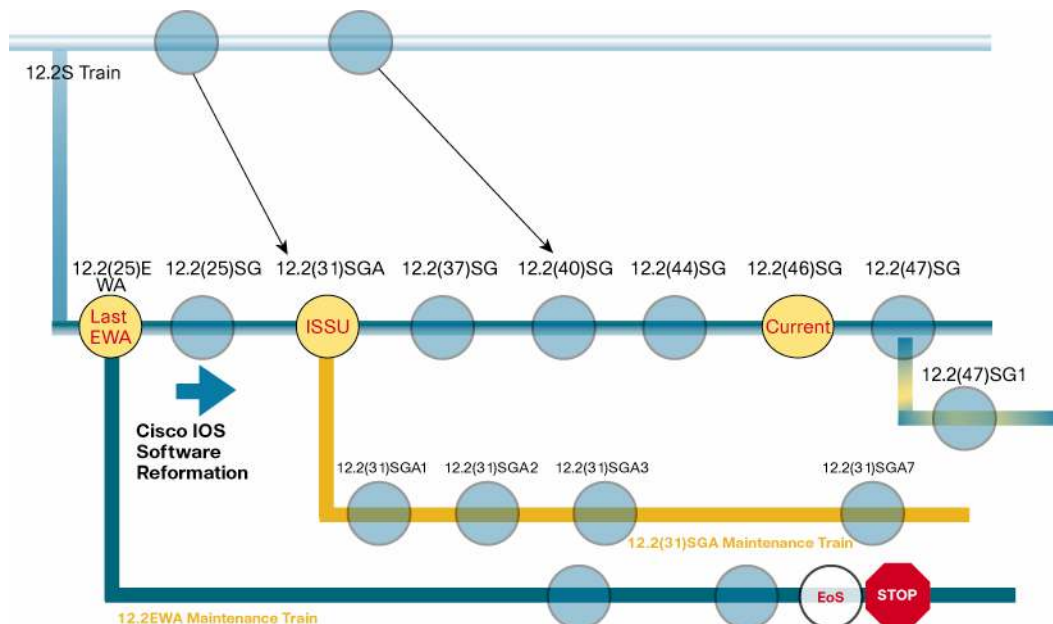 12.2S Train
12.2(25)E
WA
12.2(25)SG
12.2(31)SGA
12.2(37)SG
12.2(40)SG
12.2(44)SG
12.2(46)SG
12.2(47)SG
Last
EWA
ISSU
Current
12.2(47)SG1
Cisco IOS
Software
Reformation
12.2(31)SGA1
12.2(31)SGA2
12.2(31)SGA3
12.2(31)SGA7
12.2(31)SGA Maintenance Train
EoS
STOP
12.2EWA Maintenance Train